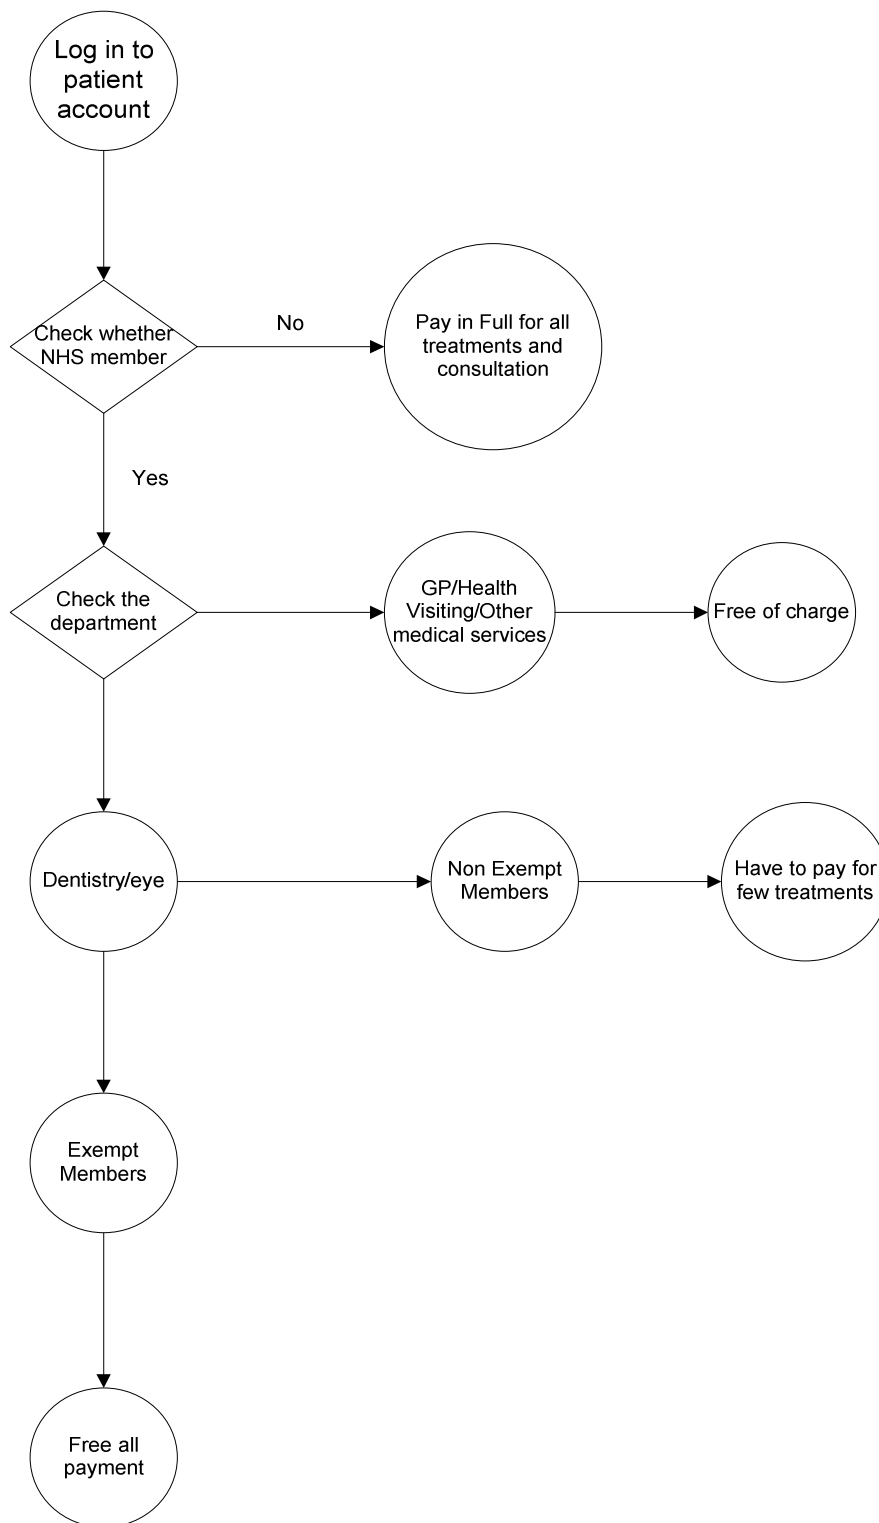 Log in to
patient
account
Check whether
NHS member
No
Pay in Full for all
treatments and
consultation
Yes
Check the
department
GP/Health
Visiting/Other
medical services
Free of charge
Dentistry/eye
Non Exempt
Members
Have to pay for
few treatments
Exempt
Members
Free all
payment